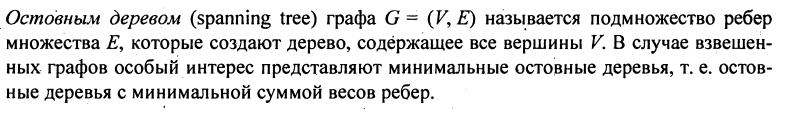 Остовным деревом (spanning tree) графа G = (V, E) называется подмножество ребер
множества E, которые создают дерево, содержащее все вершины V. В случае взвешен-
ных графов особый интерес представляют минимальные остовные деревья, т. е. остов-
ные деревья с минимальной суммой весов ребер.